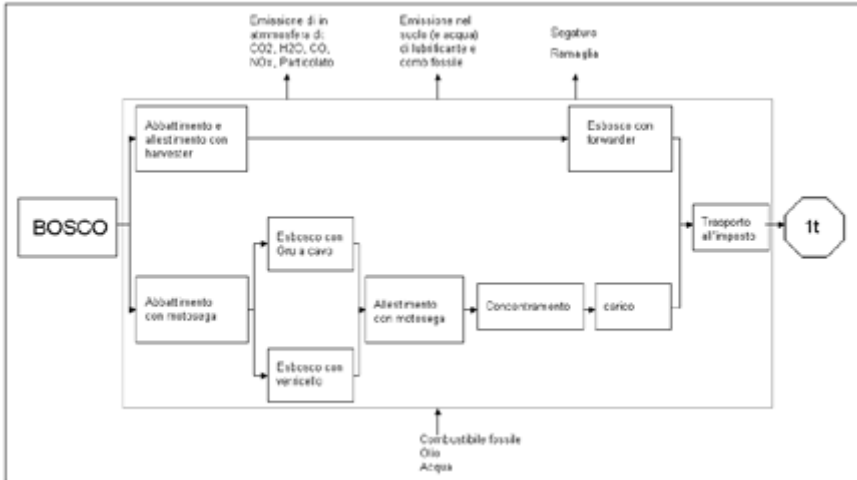 Emissione di in
atmmosfera di:
CO2, H2O, CO,
NOx, Particolato
Emissione nel
suolo (e acqua)
di lubrificante e
comb fossile
Segatura
Ramaglia
Abbattimento e
allestimento con
harvester
Esbosco con
forwarder
BOSCO
Esbosco con
Gru a cavo
Trasporto
all'imposto
1t
Abbattimento
con motosega
Allestimento
con motosega
Concentramento
carico
Esbosco con
verricello
Combustibile fossile
Olio
Acqua